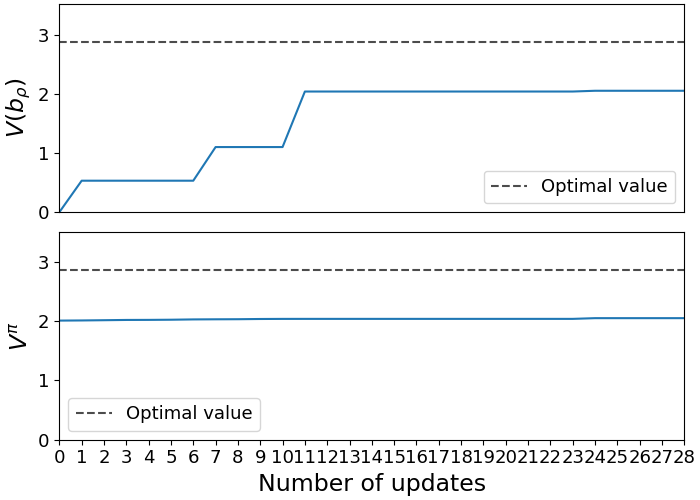 3
2
1
0
V(bρ)
Optimal value
3
2
1
0
Vπ
Optimal value
0 1 2 3 4 5 6 7 8 9 10 11 12 13 14 15 16 17 18 19 20 21 22 23 24 25 26 27 28
Number of updates